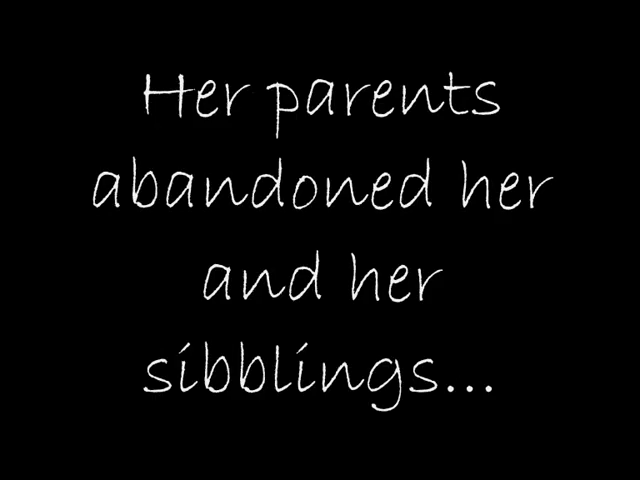 Her parents
abandoned her
and her
sibblings...